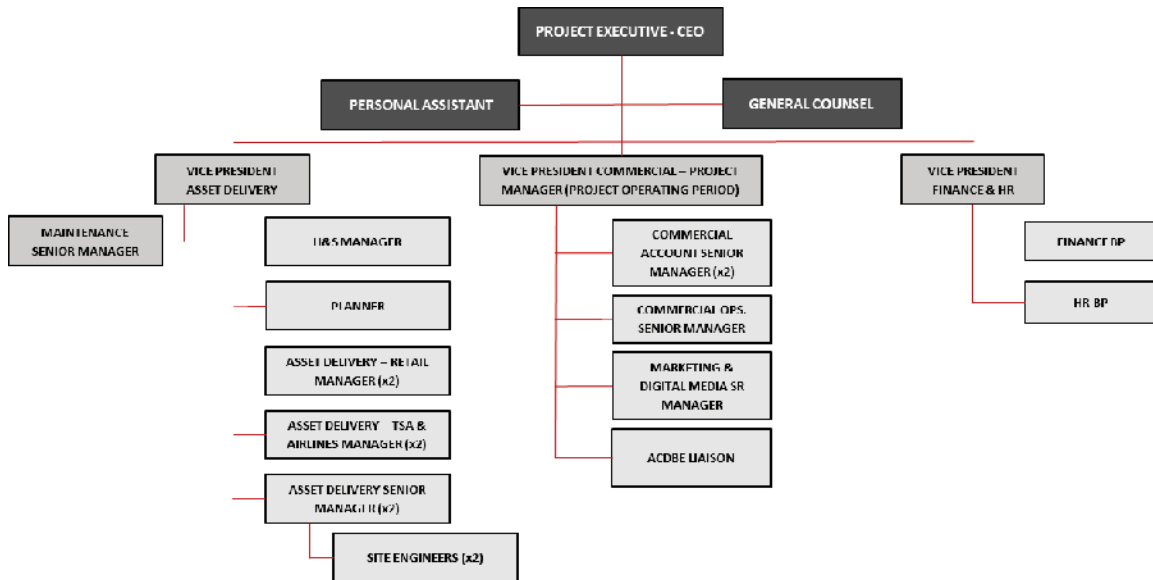 PROJECT EXECUTIVE - CEO
PERSONAL ASSISTANT
GENERAL COUNSEL
VICE PRESIDENT
ASSET DELIVERY
VICE PRESIDENT COMMERCIAL – PROJECT
MANAGER (PROJECT OPERATING PERIOD)
VICE PRESIDENT
FINANCE & HR
MAINTENANCE
SENIOR MANAGER
H&S MANAGER
PLANNER
ASSET DELIVERY – RETAIL
MANAGER (x2)
ASSET DELIVERY TSA &
AIRLINES MANAGER (x2)
ASSET DELIVERY SENIOR
MANAGER (x2)
SITE ENGINEERS (x2)
COMMERCIAL
ACCOUNT SENIOR
MANAGER (x2)
COMMERCIAL OPS.
SENIOR MANAGER
MARKETING &
DIGITAL MEDIA SR
MANAGER
ACDBE LIAISON
FINANCE BP
HR BP